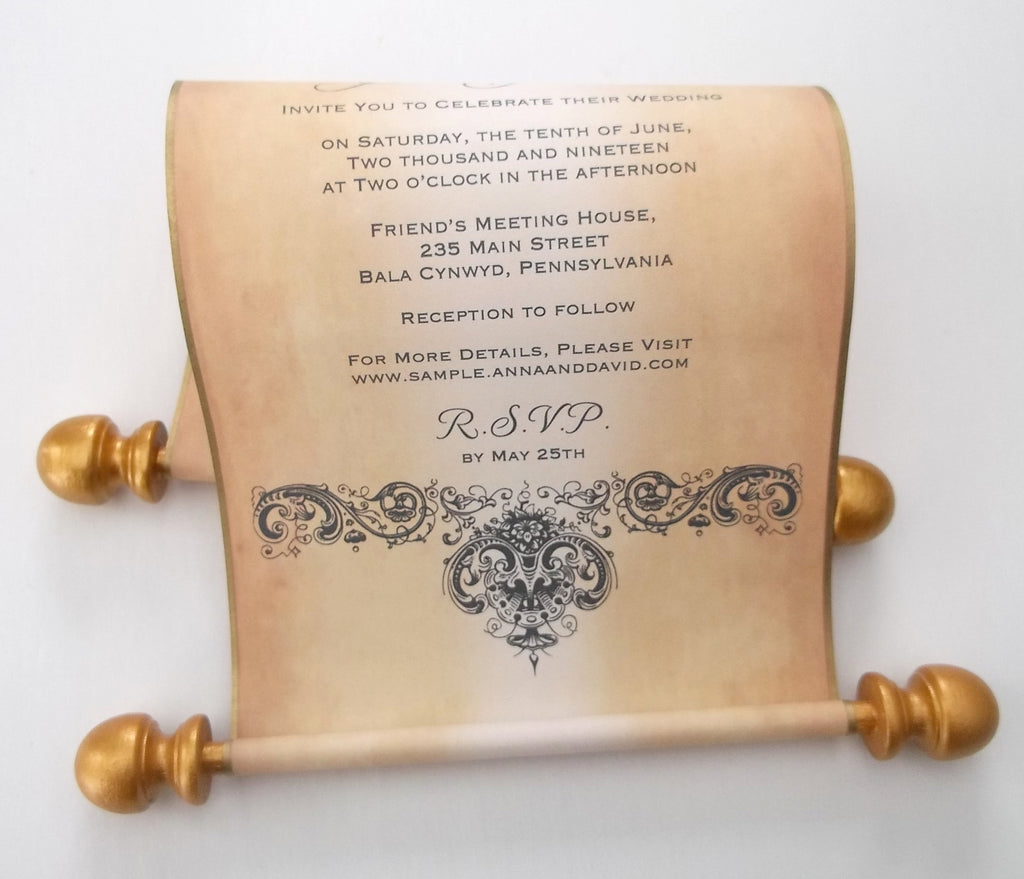 Invite You to Celebrate their Wedding
on Saturday, the tenth of June,
Two thousand and nineteen
at Two o'clock in the afternoon
Friend's Meeting House,
235 Main Street
Bala Cynwyd, Pennsylvania
Reception to follow
For More Details, Please Visit
www.sample.annaanddavid.com
R.S.V.P.
by May 25th